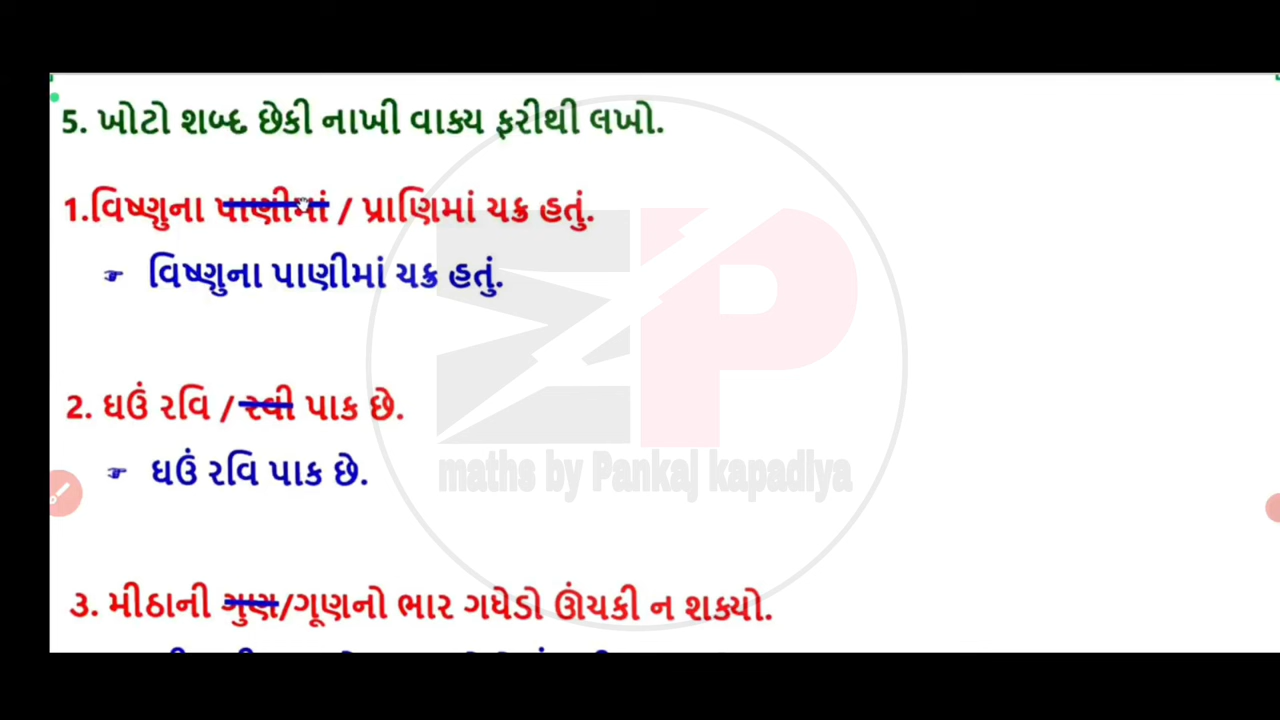 5. ખોટો શબ્દ છેકી નાખી વાક્ય ફરીથી લખો.
1.વિષ્ણુના પાણીમાં / પ્રાણિમાં ચક્ર હતું.
☞ વિષ્ણુના પાણીમાં ચક્ર હતું.
2. ઘઉં રવિ / રવી પાક છે.
☞ ઘઉં રવિ પાક છે.
maths by Pankaj kapadiya
૩. મીઠાની ગુણ/ગૂણનો ભાર ગધેડો ઊંચકી ન શક્યો.